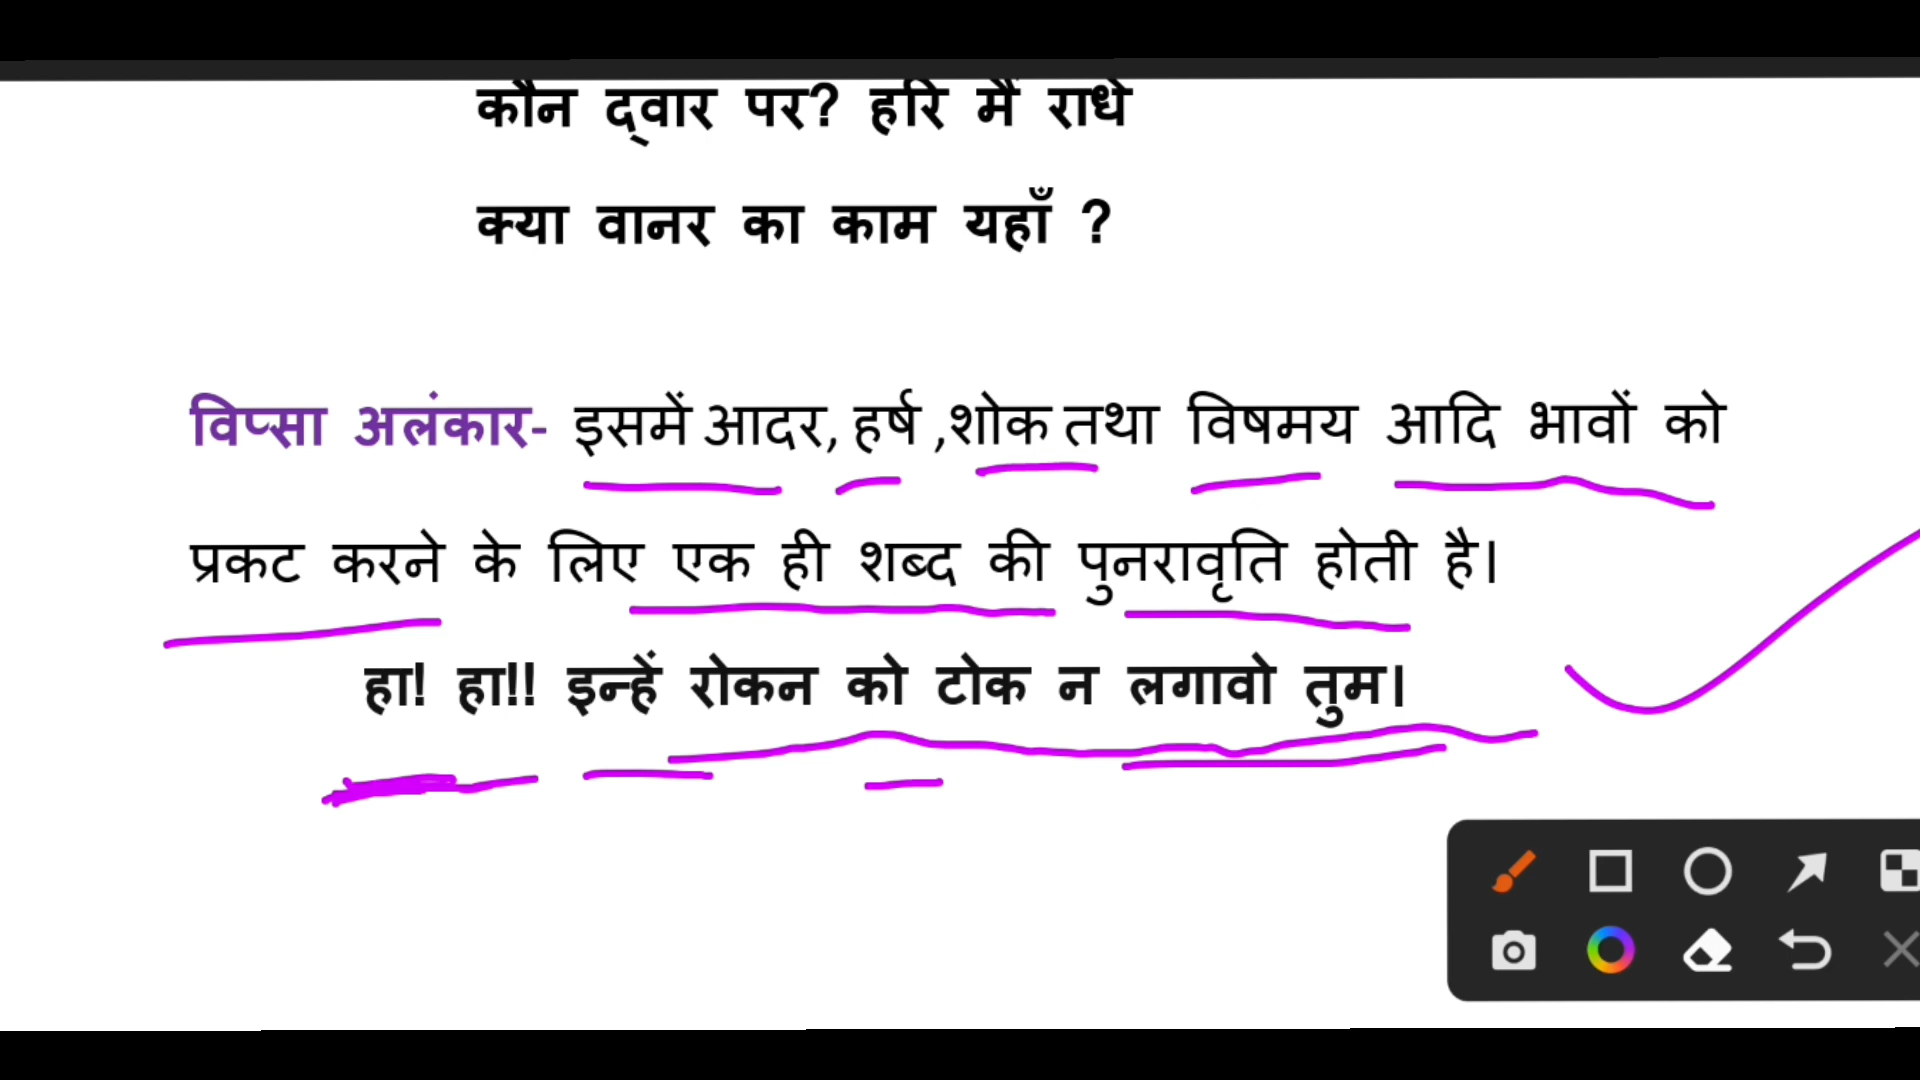 कौन द्वार पर? हरि मैं राधे
क्या वानर का काम यहाँ ?
विप्सा अलंकार- इसमें आदर, हर्ष ,शोक तथा विषमय आदि भावों को
प्रकट करने के लिए एक ही शब्द की पुनरावृति होती है।
हा! हा!! इन्हें रोकन को टोक न लगावो तुम।